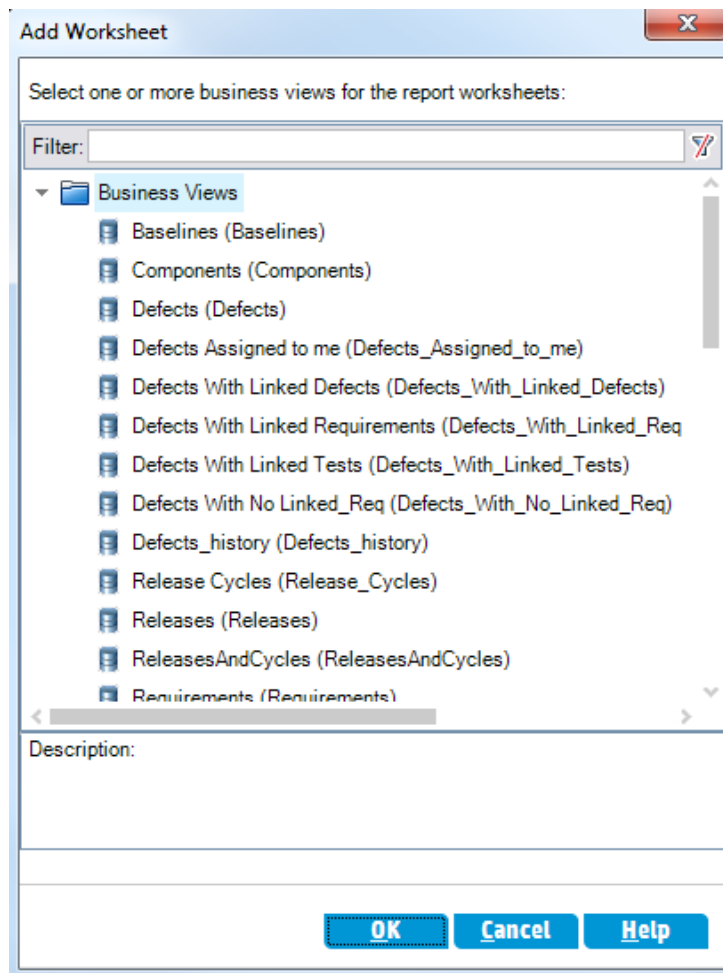 Add Worksheet
Select one or more business views for the report worksheets:
Filter:
Business Views
Baselines (Baselines)
Components (Components)
Defects (Defects)
Defects Assigned to me (Defects_Assigned_to_me)
Defects With Linked Defects (Defects_With_Linked_Defects)
Defects With Linked Requirements (Defects_With_Linked_Req
Defects With Linked Tests (Defects_With_Linked_Tests)
Defects With No Linked_Req (Defects_With_No_Linked_Req)
Defects_history (Defects_history)
Release Cycles (Release_Cycles)
Releases (Releases)
ReleasesAndCycles (ReleasesAndCycles)
Requirements (Requirements)
Description:
OK Cancel Help